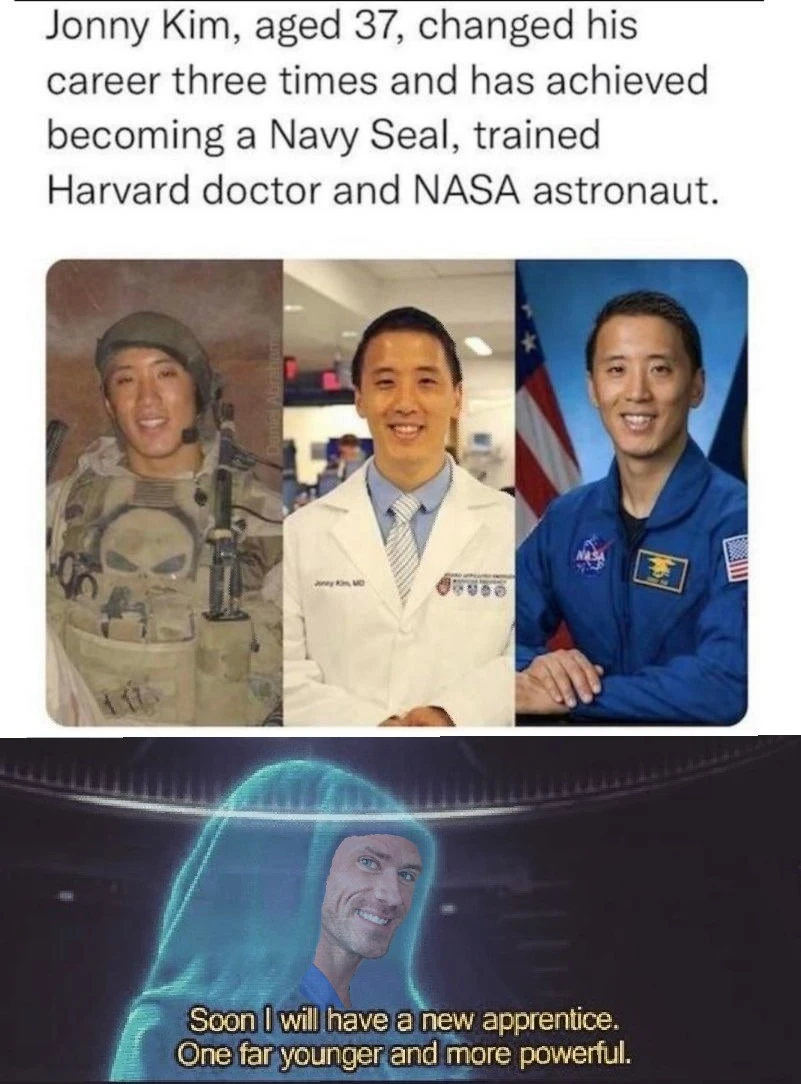 Jonny Kim, aged 37, changed his
career three times and has achieved
becoming a Navy Seal, trained
Harvard doctor and NASA astronaut.
Jonny Kim, MD
NASA
Soon I will have a new apprentice.
One far younger and more powerful.